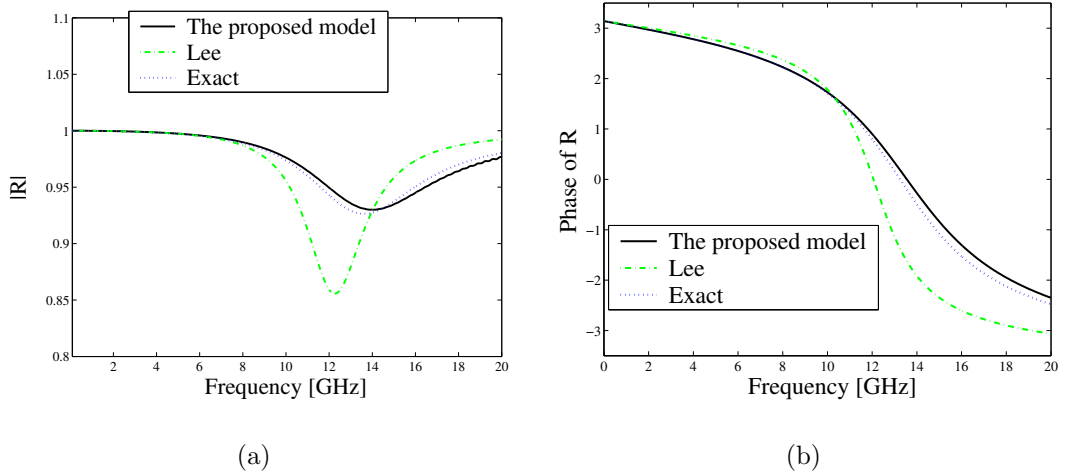 1.1
1.05
1
0.95
0.9
0.85
0.8
|R|
The proposed model
Lee
Exact
2 4 6 8 10 12 14 16 18 20
Frequency [GHz]
(a)
3
2
1
0
−1
−2
−3
Phase of R
The proposed model
Lee
Exact
0 2 4 6 8 10 12 14 16 18 20
Frequency [GHz]
(b)